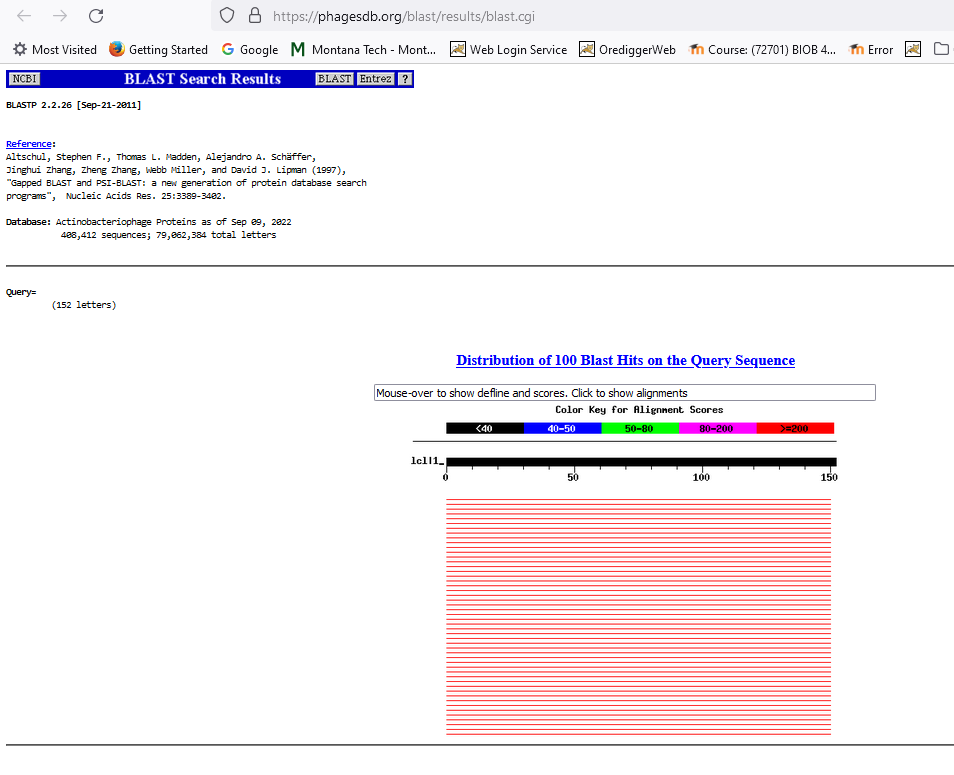 https://phagesdb.org/blast/results/blast.cgi
Most Visited Getting Started Google Montana Tech - Mont... Web Login Service OrediggerWeb Course: (72701) BIOB 4... Error
NCBI BLAST Search Results BLAST Entrez ?
BLASTP 2.2.26 [Sep-21-2011]
Reference:
Altschul, Stephen F., Thomas L. Madden, Alejandro A. Schäffer,
Jinghui Zhang, Zheng Zhang, Webb Miller, and David J. Lipman (1997),
"Gapped BLAST and PSI-BLAST: a new generation of protein database search
programs", Nucleic Acids Res. 25:3389-3402.
Database: Actinobacteriophage Proteins as of Sep 09, 2022
408,412 sequences; 79,062,384 total letters
Query=
(152 letters)
Distribution of 100 Blast Hits on the Query Sequence
Mouse-over to show defline and scores. Click to show alignments
Color Key for Alignment Scores
<40 40-50 50-80 80-200 >=200
lcl|1_
0 50 100 150